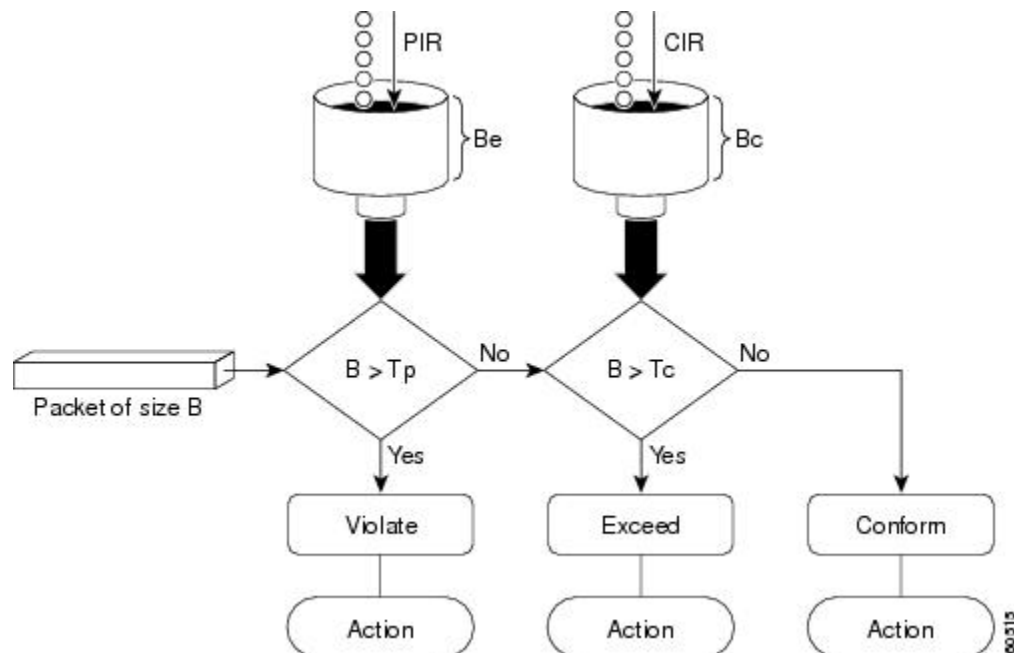 PIR
CIR
Be
Bc
B > Tp
No
B > Tc
No
Packet of size B
Yes
Yes
Violate
Exceed
Conform
Action
Action
Action
60515